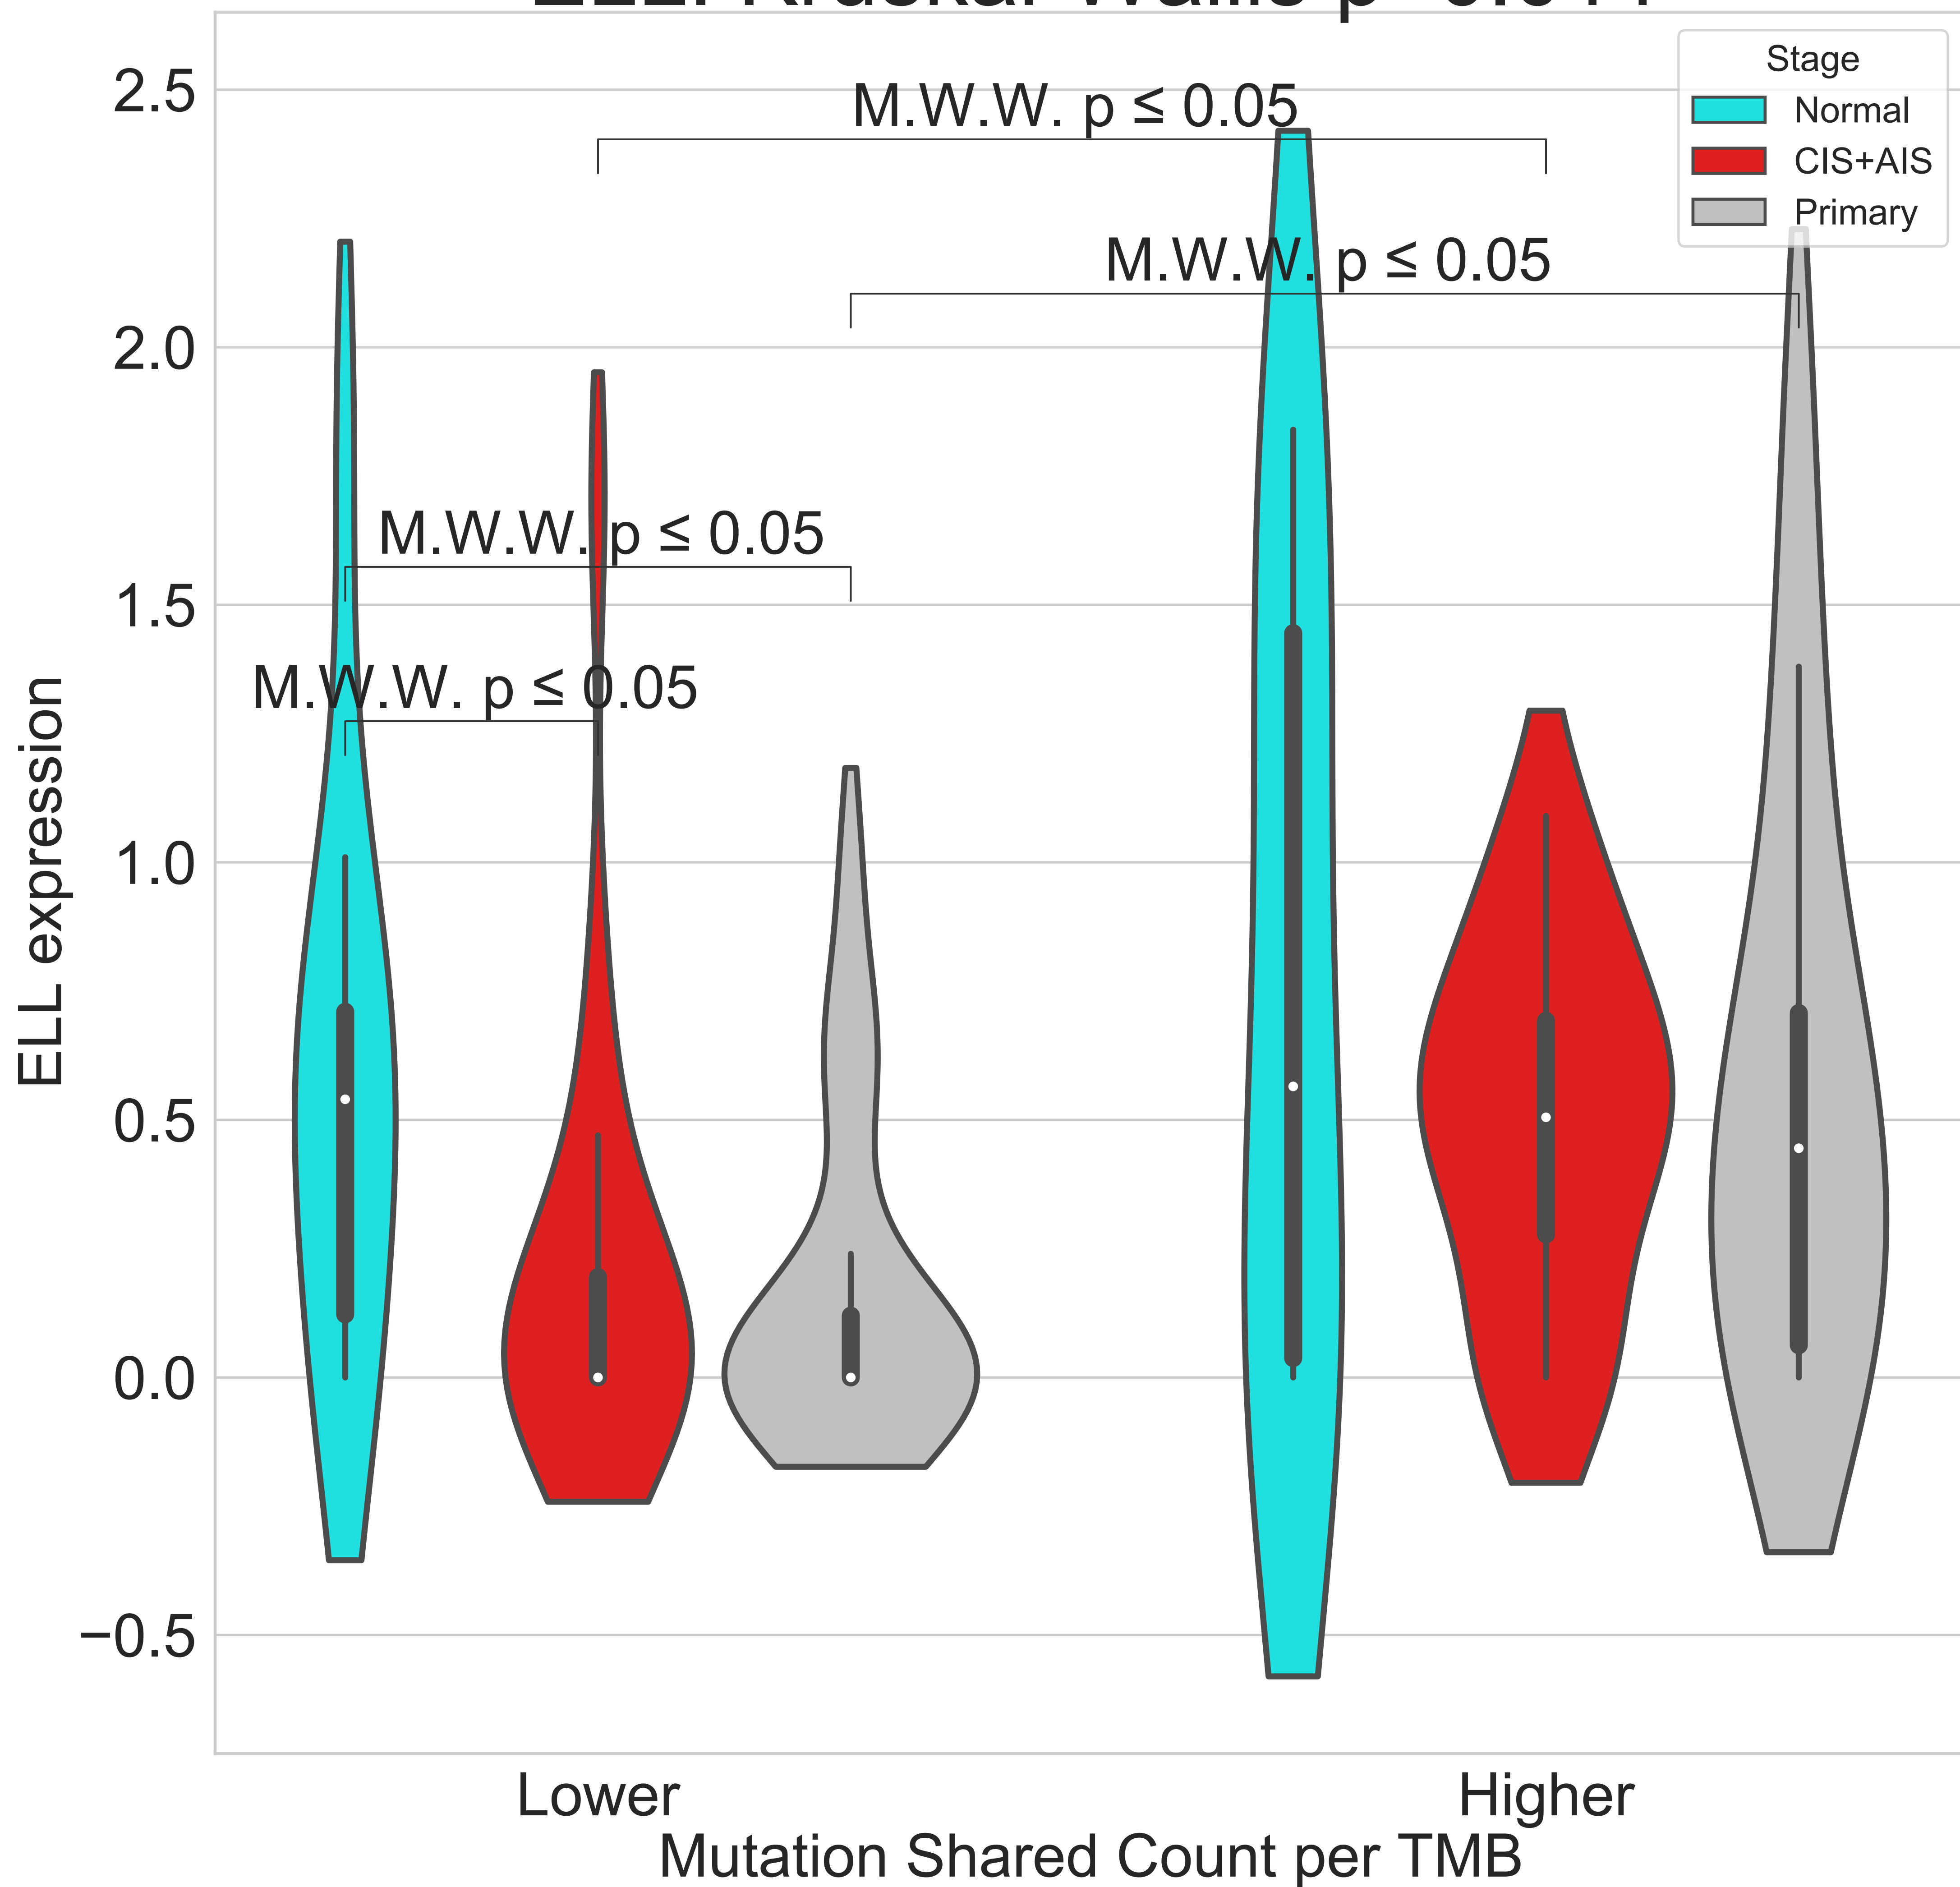 Stage
Normal
CIS+AIS
Primary
2.5
2.0
1.5
1.0
0.5
0.0
−0.5
M.W.W. p ≤ 0.05
M.W.W. p ≤ 0.05
M.W.W. p ≤ 0.05
M.W.W. p ≤ 0.05
ELL expression
Lower
Higher
Mutation Shared Count per TMB